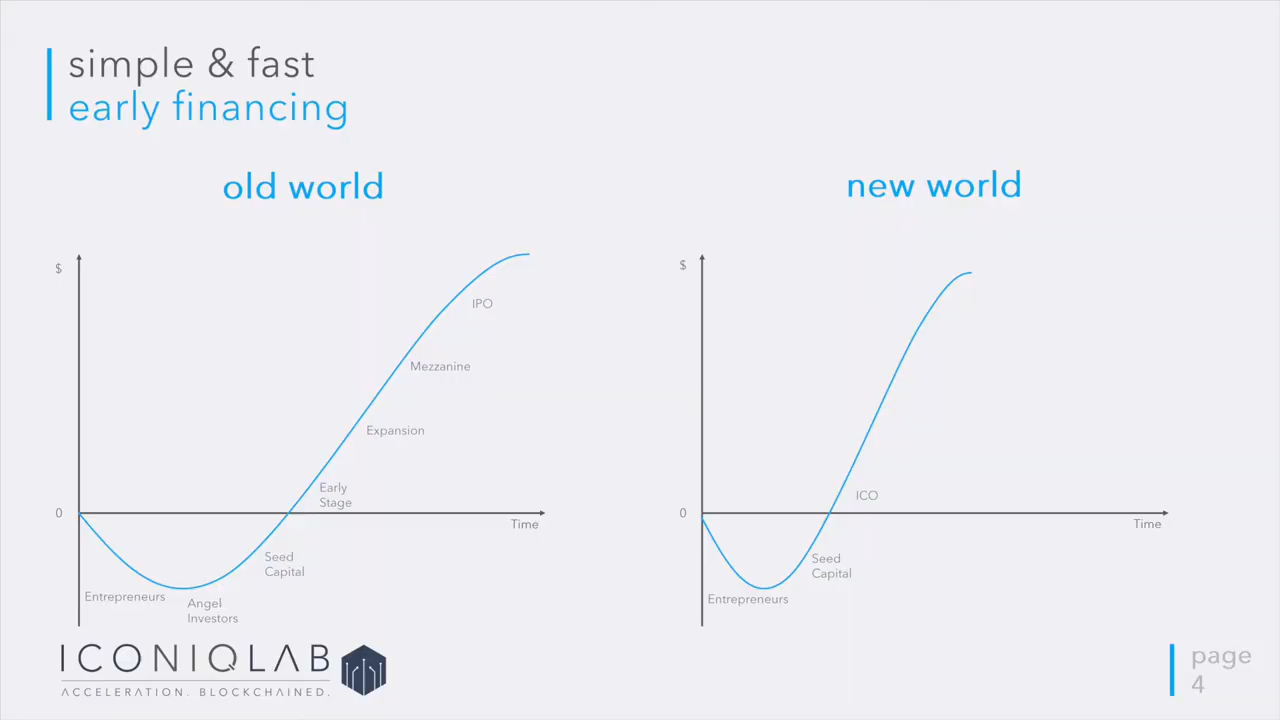 simple & fast
early financing
old world
$
IPO
Mezzanine
Expansion
Early
Stage
0
Time
Seed
Capital
Entrepreneurs
Angel
Investors
new world
$
ICO
0
Time
Seed
Capital
Entrepreneurs
ICONIQLAB
ACCELERATION. BLOCKCHAINED.
page
4